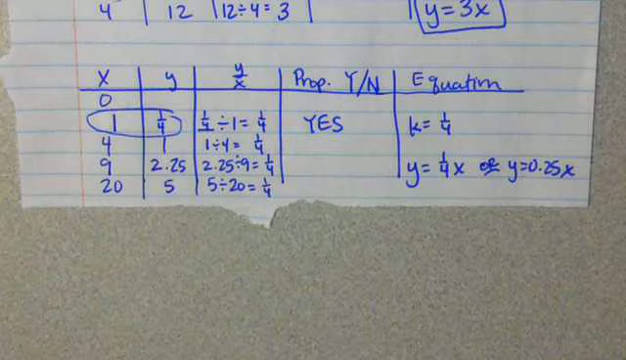 4 12 12÷4=3 y=3x
x y y/x Prop. Y/N Equation
0
1 1/4 1/4÷1=1/4 YES k=1/4
4 1 1÷4=1/4
9 2.25 2.25÷9=1/4 y=1/4x or y=0.25x
20 5 5÷20=1/4